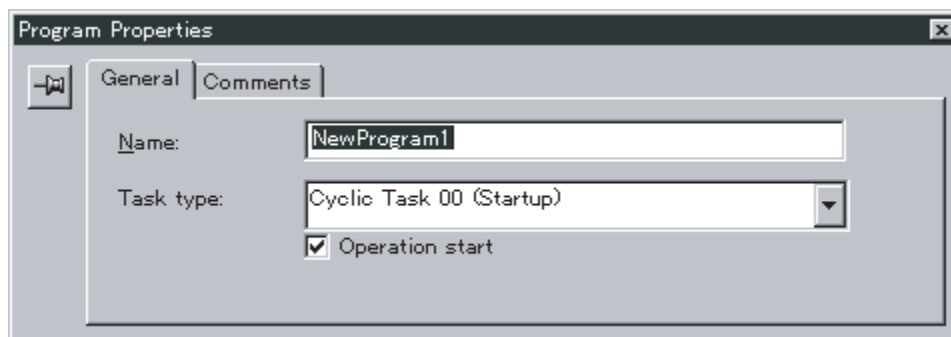 Program Properties
General Comments
Name: NewProgram1
Task type: Cyclic Task 00 (Startup)
Operation start